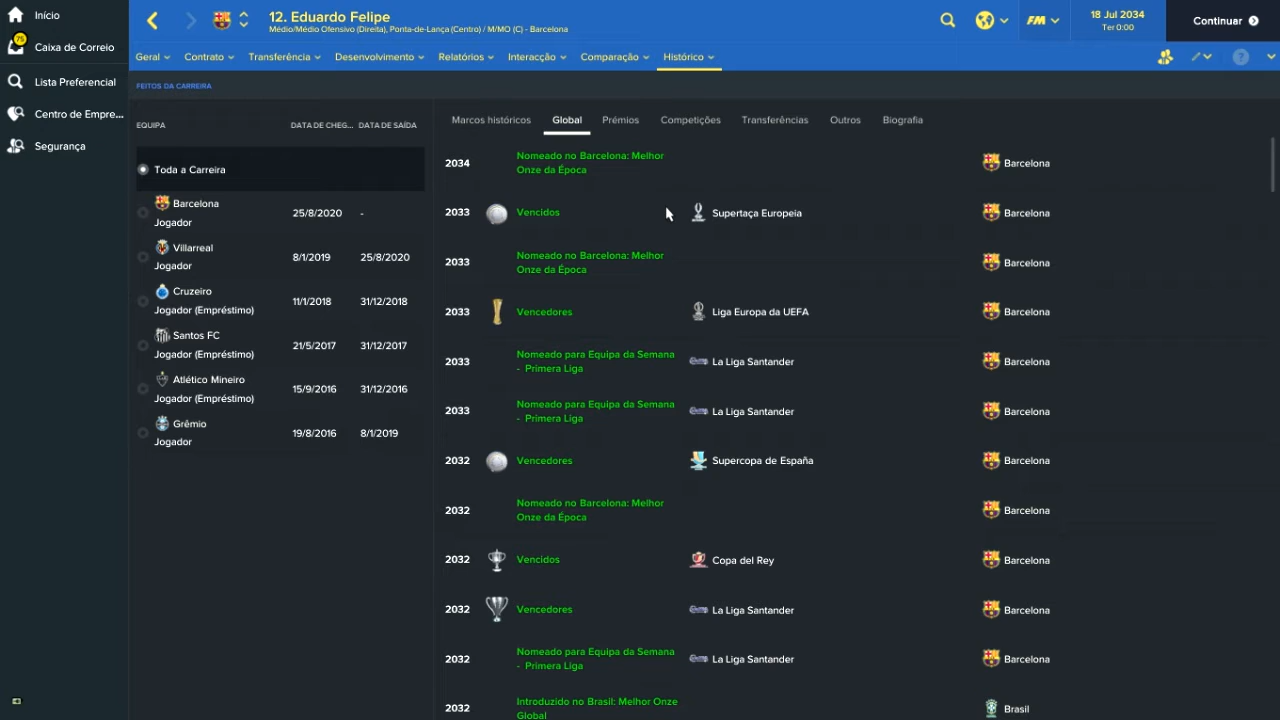 Início
75
Caixa de Correio
Lista Preferencial
Centro de Empre...
Segurança
12. Eduardo Felipe
Médio/Médio Ofensivo (Direita), Ponta-de-Lança (Centro) / M/MO (C) - Barcelona
FM
18 Jul 2034
Ter 0:00
Continuar
Geral
Contrato
Transferência
Desenvolvimento
Relatórios
Interacção
Comparação
Histórico
?
FEITOS DA CARREIRA
EQUIPA DATA DE CHEG... DATA DE SAÍDA
Toda a Carreira
Barcelona
Jogador
25/8/2020 -
Villarreal
Jogador
8/1/2019 25/8/2020
Cruzeiro
Jogador (Empréstimo)
11/1/2018 31/12/2018
Santos FC
Jogador (Empréstimo)
21/5/2017 31/12/2017
Atlético Mineiro
Jogador (Empréstimo)
15/9/2016 31/12/2016
Grêmio
Jogador
19/8/2016 8/1/2019
Marcos históricos Global Prémios Competições Transferências Outros Biografia
2034 Nomeado no Barcelona: Melhor
Onze da Época
Barcelona
2033 Vencidos Supertaça Europeia Barcelona
2033 Nomeado no Barcelona: Melhor
Onze da Época
Barcelona
2033 Vencedores Liga Europa da UEFA Barcelona
2033 Nomeado para Equipa da Semana
- Primera Liga
La Liga Santander Barcelona
2033 Nomeado para Equipa da Semana
- Primera Liga
La Liga Santander Barcelona
2032 Vencedores Supercopa de España Barcelona
2032 Nomeado no Barcelona: Melhor
Onze da Época
Barcelona
2032 Vencidos Copa del Rey Barcelona
2032 Vencedores La Liga Santander Barcelona
2032 Nomeado para Equipa da Semana
- Primera Liga
La Liga Santander Barcelona
2032 Introduzido no Brasil: Melhor Onze
Global
Brasil